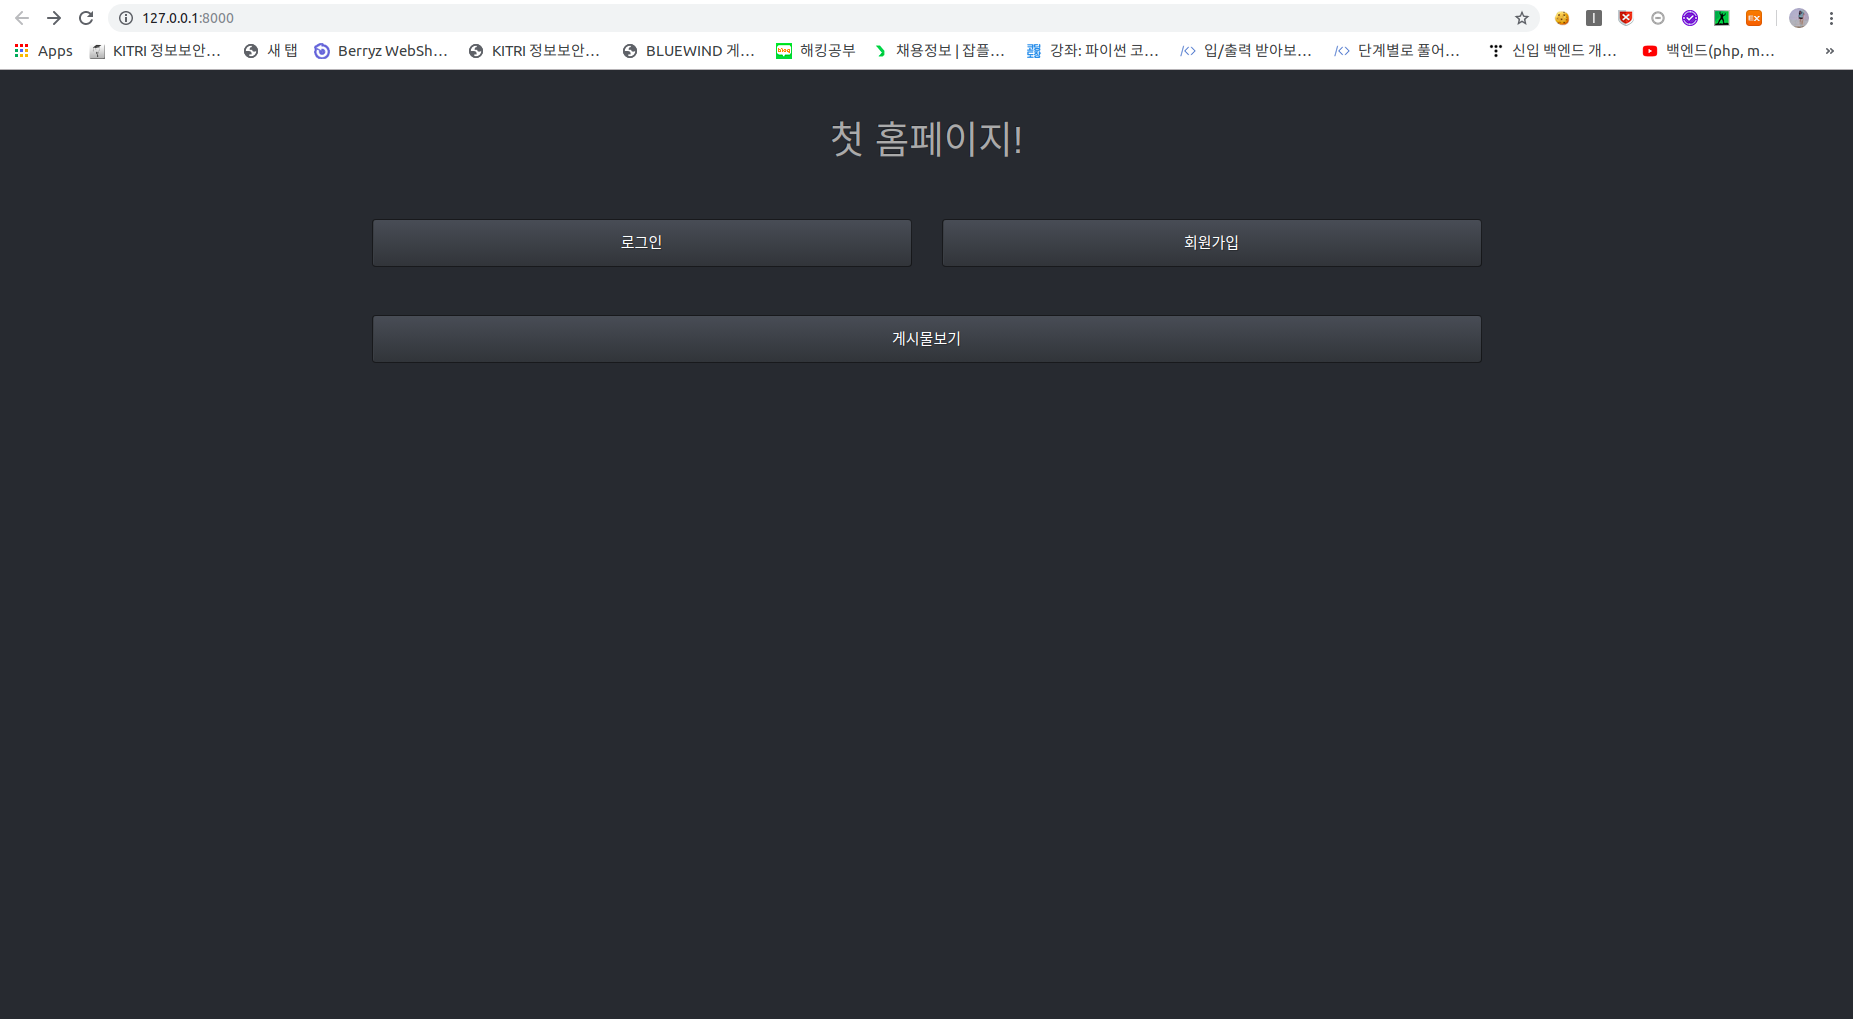 127.0.0.1:8000
Apps KITRI 정보보안... 새 탭 Berryz WebSh... KITRI 정보보안... BLUEWIND 게... 해킹공부 채용정보 | 잡플... 강좌: 파이썬 코... 입/출력 받아보... 단계별로 풀어... 신입 백엔드 개... 백엔드(php, m... »
첫 홈페이지!
로그인 회원가입
게시물보기